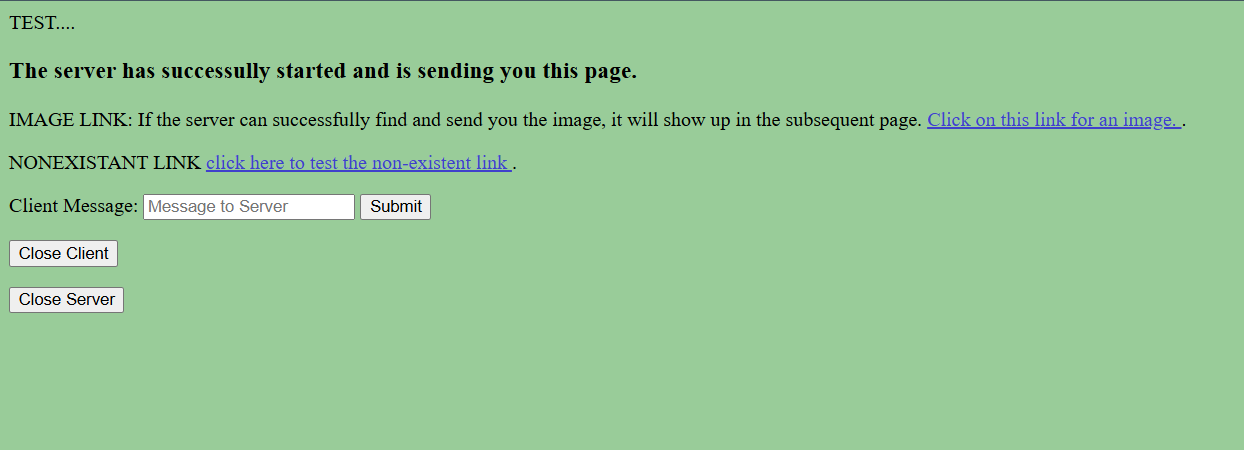 TEST....
The server has successully started and is sending you this page.
IMAGE LINK: If the server can successfully find and send you the image, it will show up in the subsequent page. Click on this link for an image. .
NONEXISTANT LINK click here to test the non-existent link .
Client Message: Message to Server Submit
Close Client
Close Server